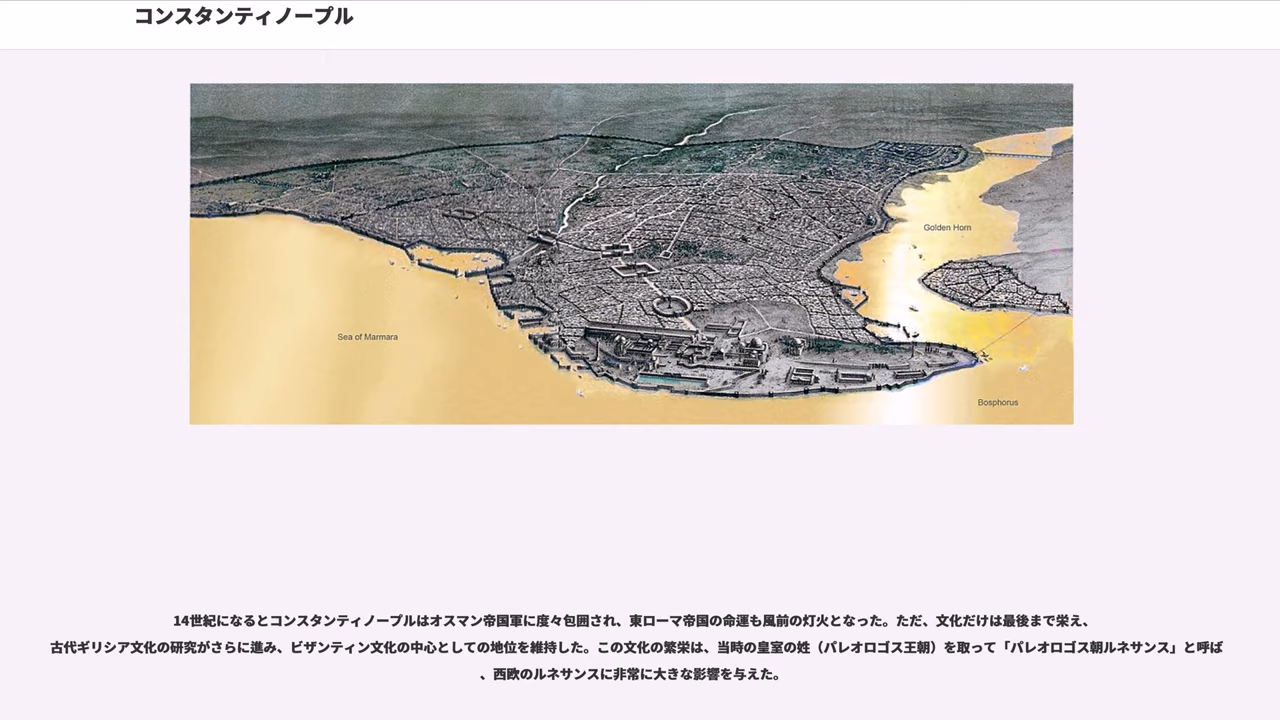 コンスタンティノープル
Golden Horn
Sea of Marmara
Bosphorus
14世紀になるとコンスタンティノープルはオスマン帝国軍に度々包囲され、東ローマ帝国の命運も風前の灯火となった。ただ、文化だけは最後まで栄え、
古代ギリシア文化の研究がさらに進み、ビザンティン文化の中心としての地位を維持した。この文化の繁栄は、当時の皇室の姓（パレオロゴス王朝）を取って「パレオロゴス朝ルネサンス」と呼ば
、西欧のルネサンスに非常に大きな影響を与えた。